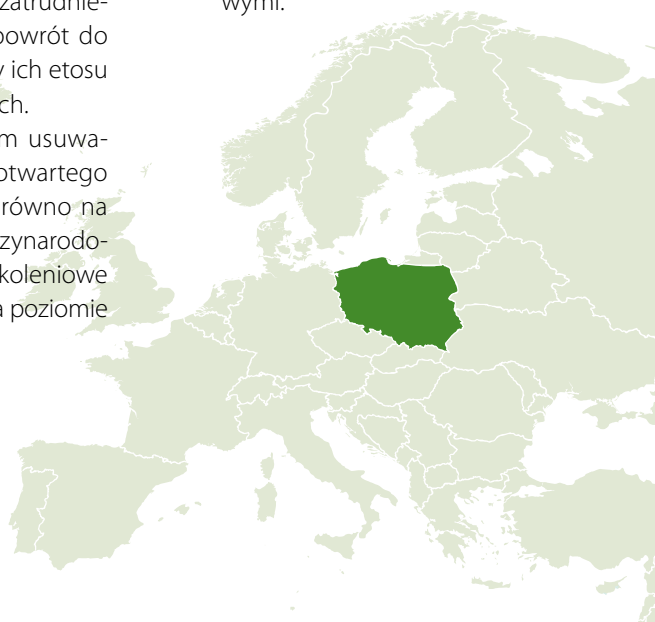 zatrudnie-
powrót do
y ich etosu
ch.
m usuwa-
otwartego
równo na
zynarodo-
koleniowe
a poziomie
wymi.